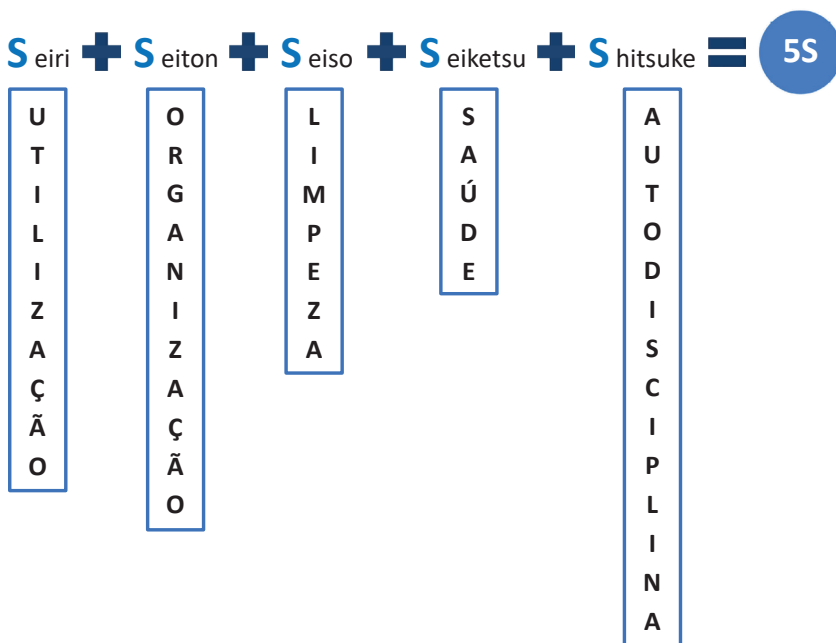 Seiri + Seiton + Seiso + Seiketsu + Shitsuke = 5S
UTILIZAÇÃO
ORGANIZAÇÃO
LIMPEZA
SAÚDE
AUTODISCIPLINA